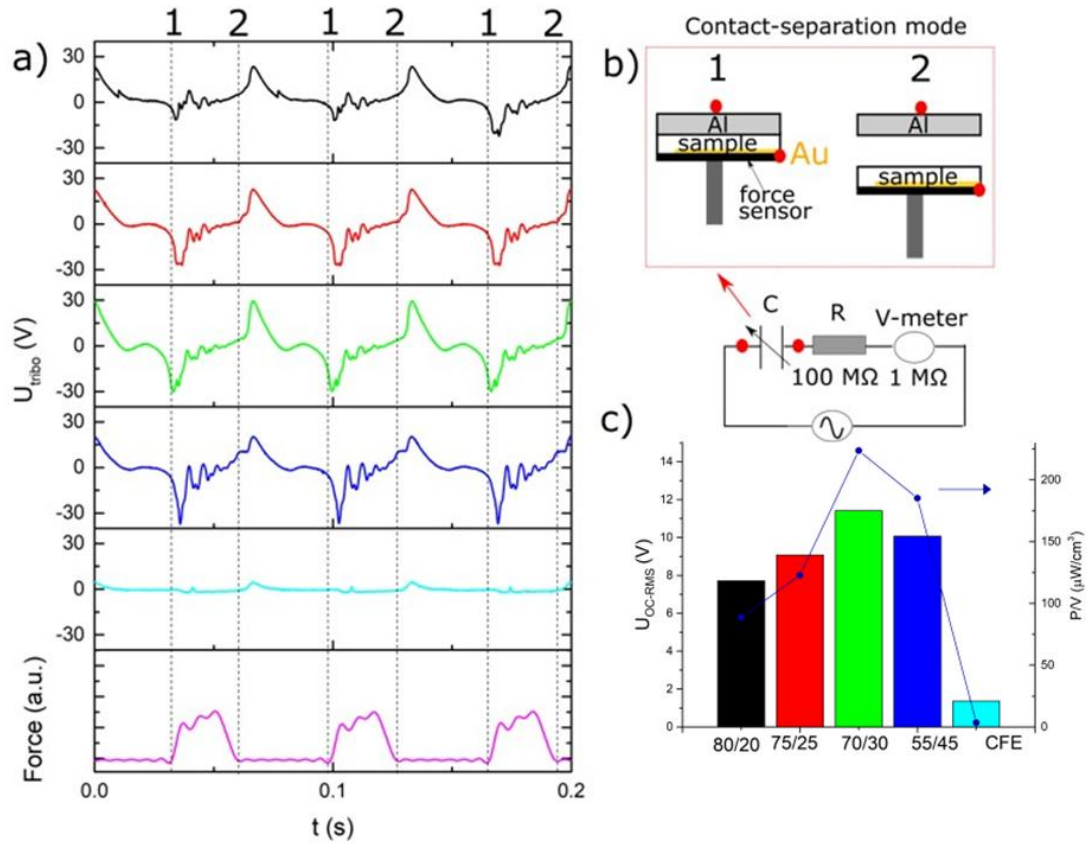 a)
1 2 1 2 1 2
30
0
-30
30
0
-30
30
0
-30
30
0
-30
30
0
-30
U_tribo (V)
Force (a.u.)
0.0 0.1 0.2
t (s)
b)
Contact-separation mode
1 2
Al Al
sample
Au
sample
force
sensor
C R V-meter
100 MΩ 1 MΩ
c)
14
12
10
8
6
4
2
0
U_OC-RMS (V)
200
150
100
50
0
P/V (µW/cm³)
80/20 75/25 70/30 55/45 CFE